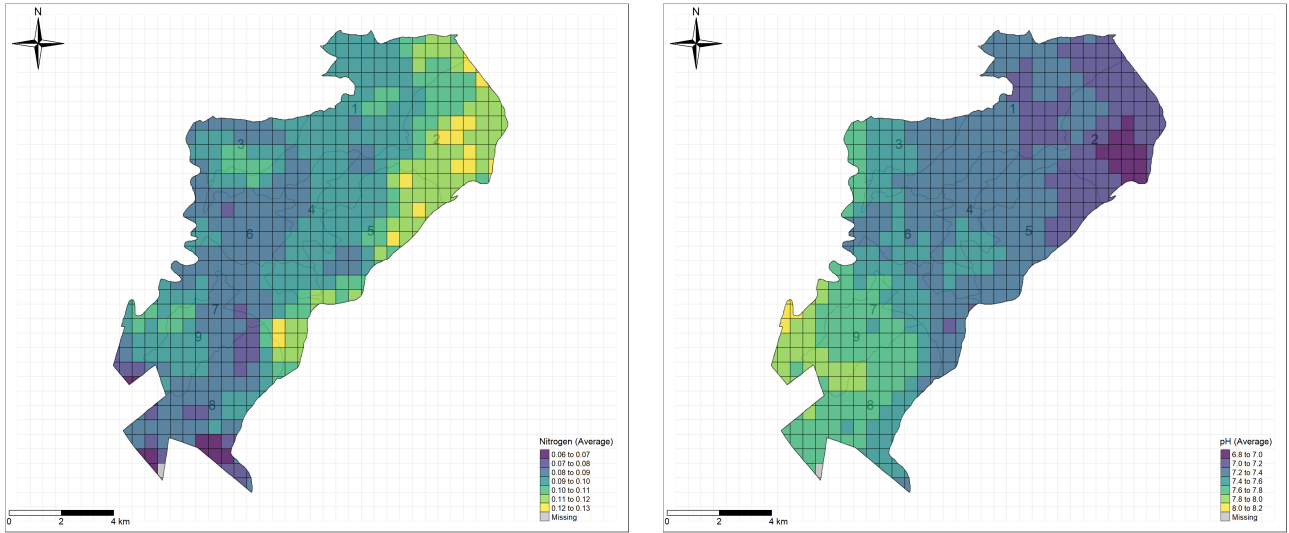 N
1
2
3
4
5
6
7
9
8
Nitrogen (Average)
0.06 to 0.07
0.07 to 0.08
0.08 to 0.09
0.09 to 0.10
0.10 to 0.11
0.11 to 0.12
0.12 to 0.13
Missing
0 2 4 km
N
1
2
3
4
5
6
7
9
8
pH (Average)
6.8 to 7.0
7.0 to 7.2
7.2 to 7.4
7.4 to 7.6
7.6 to 7.8
7.8 to 8.0
8.0 to 8.2
Missing
0 2 4 km